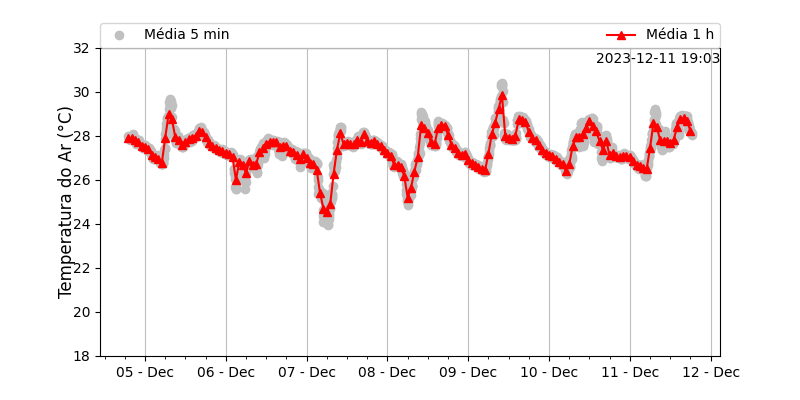 Média 5 min
Média 1 h
2023-12-11 19:03
Temperatura do Ar (°C)
32
30
28
26
24
22
20
18
05 - Dec
06 - Dec
07 - Dec
08 - Dec
09 - Dec
10 - Dec
11 - Dec
12 - Dec